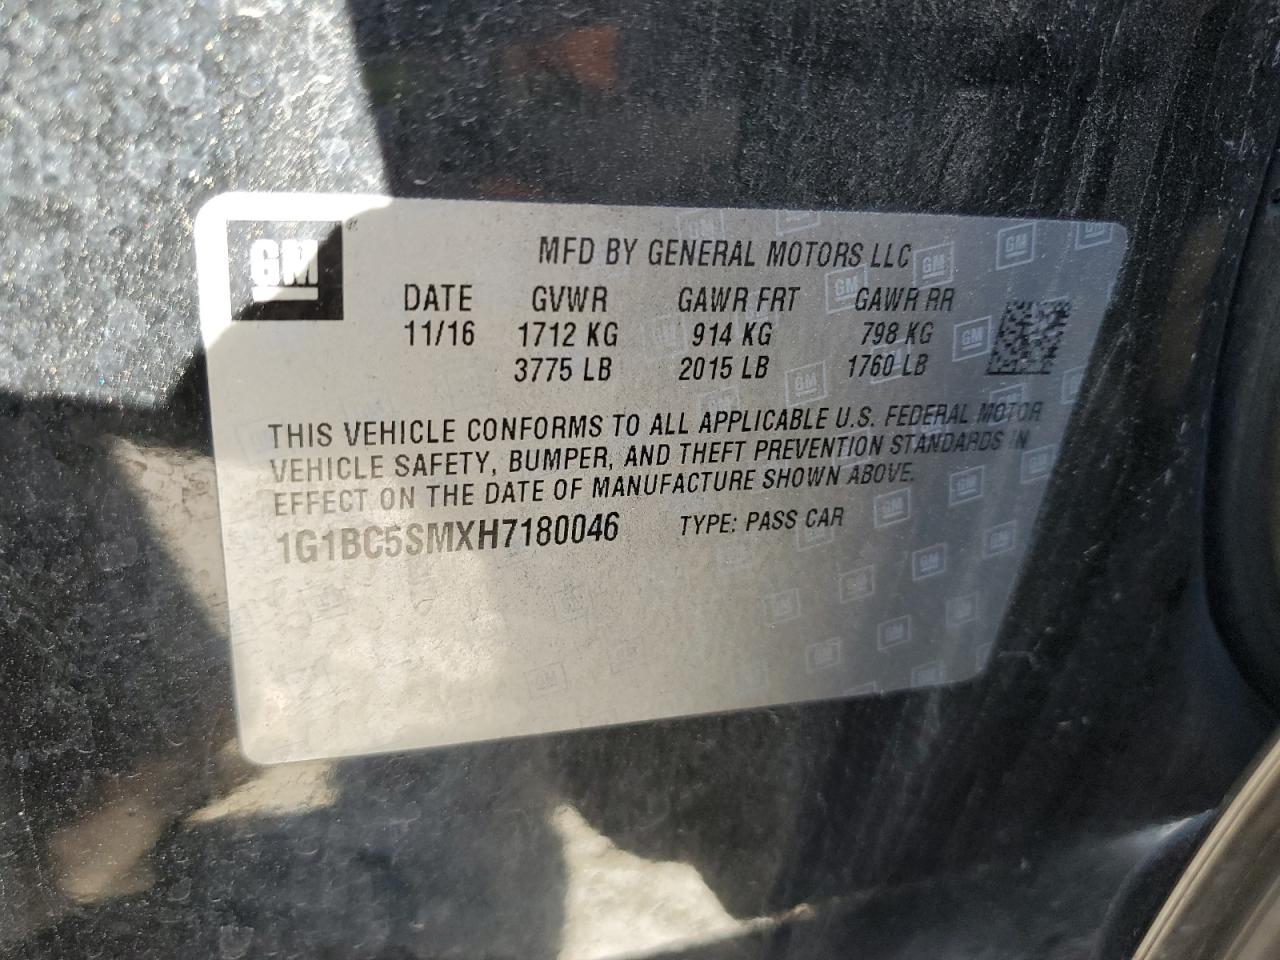 GM
MFD BY GENERAL MOTORS LLC
DATE GVWR GAWR FRT GAWR RR
11/16 1712 KG 914 KG 798 KG
3775 LB 2015 LB 1760 LB
THIS VEHICLE CONFORMS TO ALL APPLICABLE U.S. FEDERAL MOTOR
VEHICLE SAFETY, BUMPER, AND THEFT PREVENTION STANDARDS IN
EFFECT ON THE DATE OF MANUFACTURE SHOWN ABOVE.
1G1BC5SMXH7180046 TYPE: PASS CAR